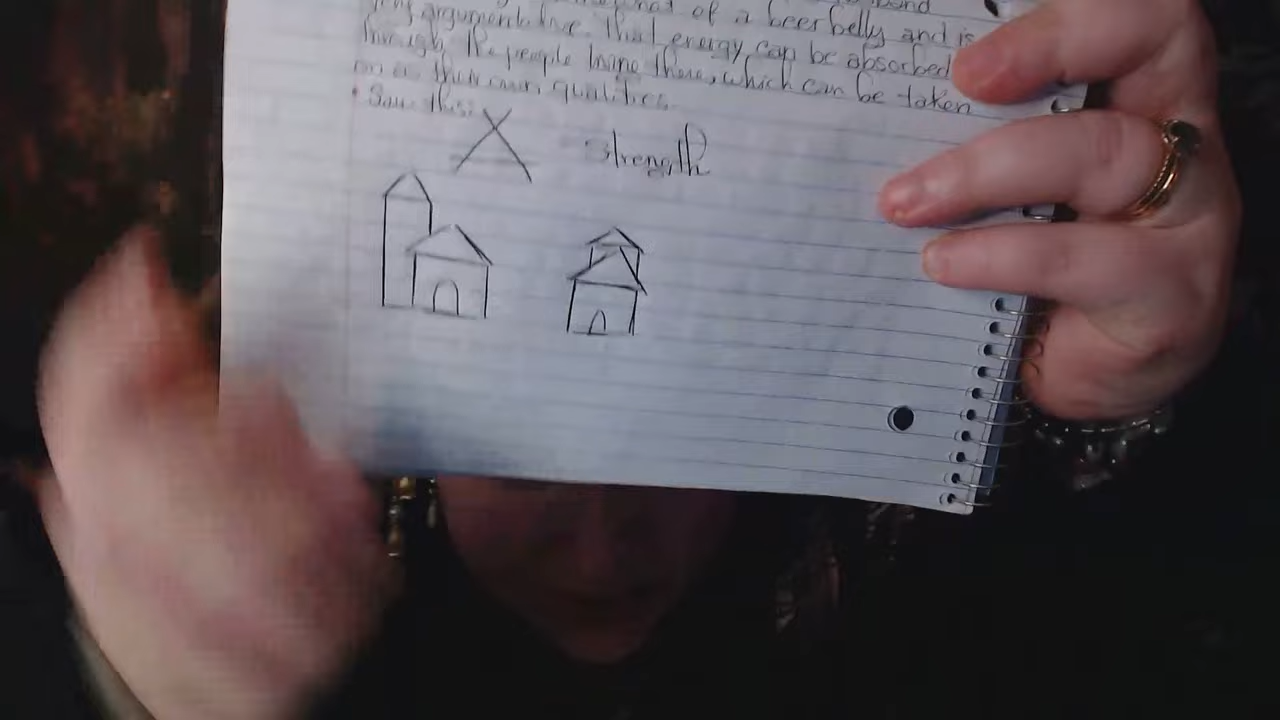 of a beer belly and is
argumentative. That energy can be absorbed
through the people living there, which can be taken
on as their own qualities.
• Saw this:
Strength